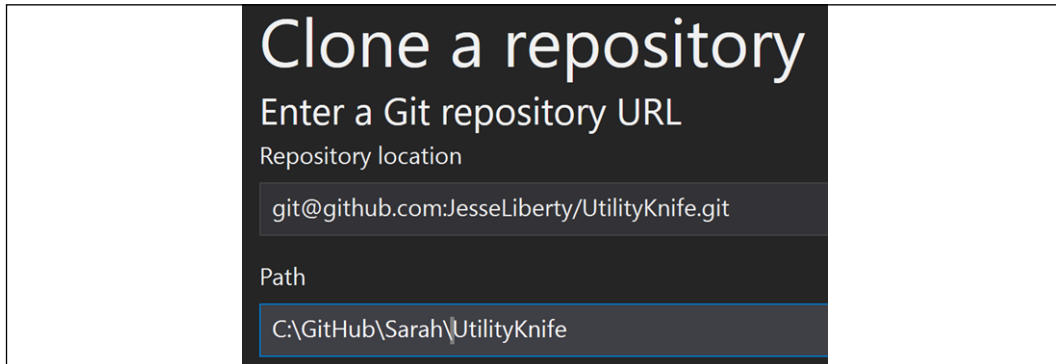 Clone a repository
Enter a Git repository URL
Repository location
git@github.com:JesseLiberty/UtilityKnife.git
Path
C:\GitHub\Sarah\UtilityKnife